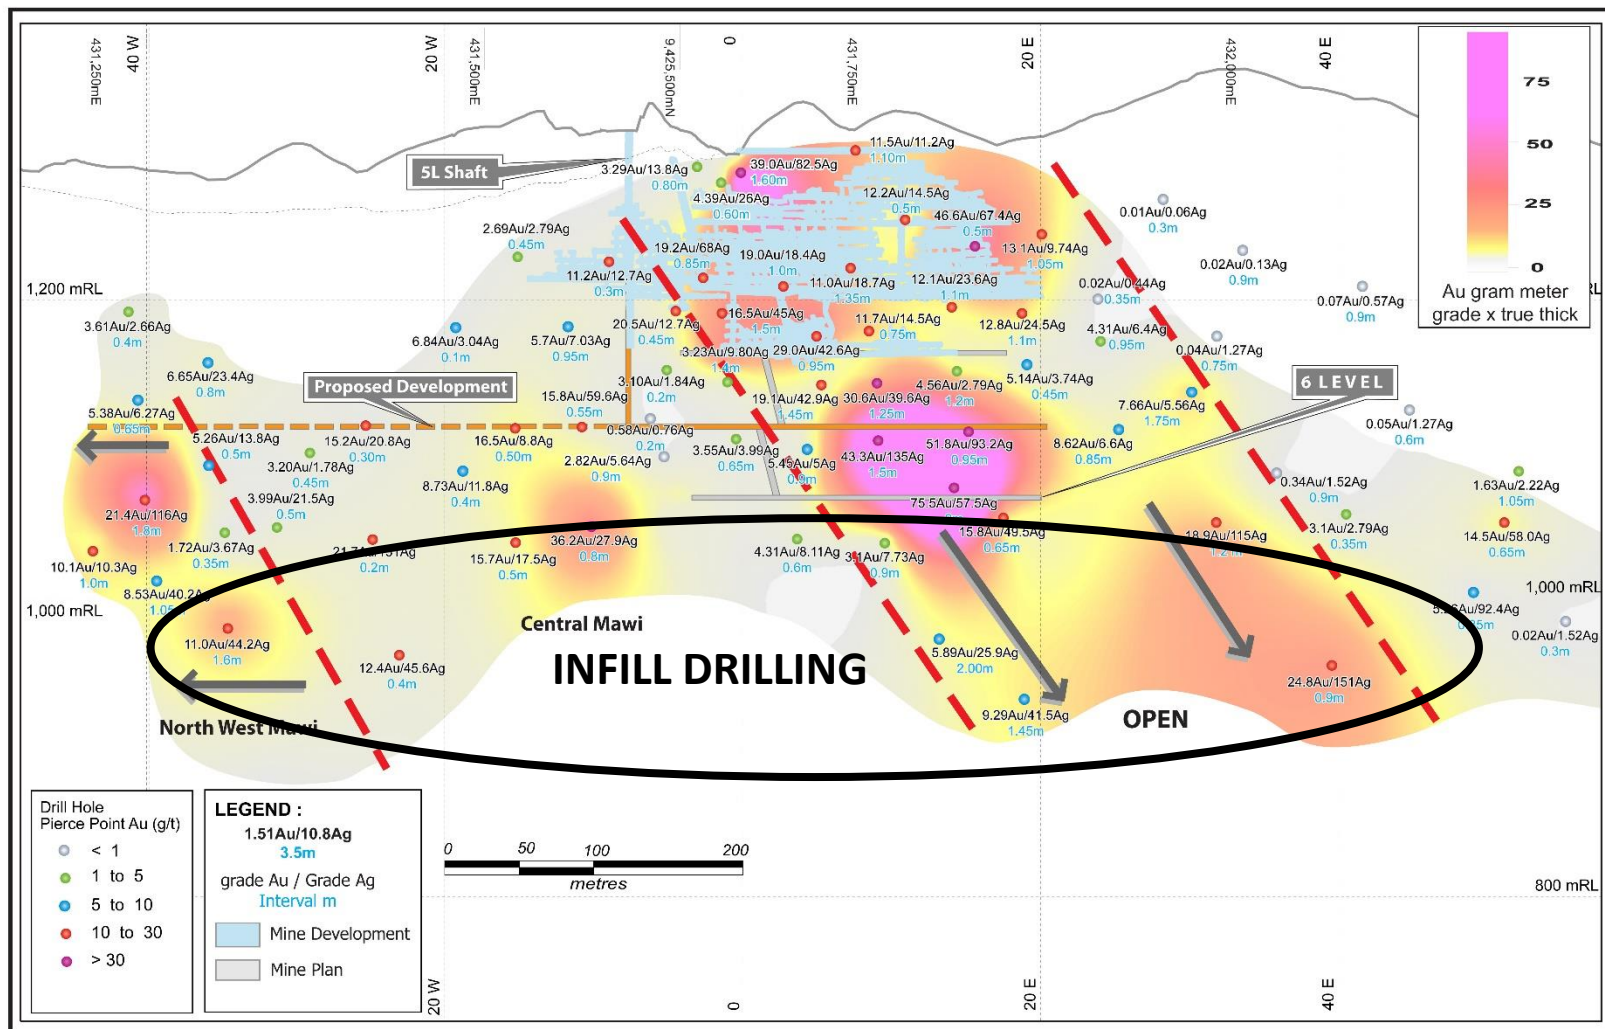 40 W
431,250mE
20 W
431,500mE
9,425,500mN
0
431,750mE
20 E
432,000mE
40 E
75
50
25
0
Au gram meter
grade x true thick
5L Shaft
3.29Au/13.8Ag
0.80m
39.0Au/82.5Ag
1.60m
11.5Au/11.2Ag
1.10m
4.39Au/26Ag
0.60m
12.2Au/14.5Ag
0.5m
46.6Au/67.4Ag
0.5m
0.01Au/0.06Ag
0.3m
2.69Au/2.79Ag
0.45m
19.2Au/68Ag
0.85m
19.0Au/18.4Ag
1.0m
13.1Au/9.74Ag
1.05m
0.02Au/0.13Ag
0.9m
11.2Au/12.7Ag
0.3m
11.0Au/18.7Ag
1.35m
12.1Au/23.6Ag
1.1m
0.02Au/0.44Ag
0.35m
0.07Au/0.57Ag
0.9m
1,200 mRL
3.61Au/2.66Ag
0.4m
6.84Au/3.04Ag
0.1m
5.7Au/7.03Ag
0.95m
20.5Au/12.7Ag
0.45m
16.5Au/45Ag
1.5m
11.7Au/14.5Ag
0.75m
12.8Au/24.5Ag
1.1m
4.31Au/6.4Ag
0.95m
0.04Au/1.27Ag
0.75m
3.23Au/9.80Ag
1.4m
29.0Au/42.6Ag
0.95m
6.65Au/23.4Ag
0.8m
Proposed Development
15.8Au/59.6Ag
0.55m
3.10Au/1.84Ag
0.2m
19.1Au/42.9Ag
1.45m
30.6Au/39.6Ag
1.25m
4.56Au/2.79Ag
1.2m
5.14Au/3.74Ag
0.45m
6 LEVEL
7.66Au/5.56Ag
1.75m
5.38Au/6.27Ag
0.65m
5.26Au/13.8Ag
0.5m
15.2Au/20.8Ag
0.30m
16.5Au/8.8Ag
0.50m
0.58Au/0.76Ag
0.2m
3.55Au/3.99Ag
0.65m
5.45Au/5Ag
0.9m
43.3Au/135Ag
1.5m
51.8Au/93.2Ag
0.95m
8.62Au/6.6Ag
0.85m
0.05Au/1.27Ag
0.6m
3.20Au/1.78Ag
0.45m
8.73Au/11.8Ag
0.4m
2.82Au/5.64Ag
0.9m
0.34Au/1.52Ag
0.9m
1.63Au/2.22Ag
1.05m
3.99Au/21.5Ag
0.5m
21.4Au/116Ag
1.8m
75.5Au/57.5Ag
1.72Au/3.67Ag
0.35m
0.2m
15.7Au/17.5Ag
0.5m
36.2Au/27.9Ag
0.8m
4.31Au/8.11Ag
0.6m
3.1Au/7.73Ag
0.9m
15.8Au/49.5Ag
0.65m
18.9Au/115Ag
3.1Au/2.79Ag
0.35m
14.5Au/58.0Ag
0.65m
10.1Au/10.3Ag
1.0m
8.53Au/40.2Ag
1.05m
1,000 mRL
1,000 mRL
0.02Au/1.52Ag
0.3m
11.0Au/44.2Ag
1.6m
12.4Au/45.6Ag
0.4m
Central Mawi
INFILL DRILLING
5.89Au/25.9Ag
2.00m
24.8Au/151Ag
0.9m
9.29Au/41.5Ag
1.45m
OPEN
North West Mawi
Drill Hole
Pierce Point Au (g/t)
< 1
1 to 5
5 to 10
10 to 30
> 30
LEGEND :
1.51Au/10.8Ag
3.5m
grade Au / Grade Ag
Interval m
Mine Development
Mine Plan
0 50 100 200
metres
800 mRL
20 W
0
20 E
40 E